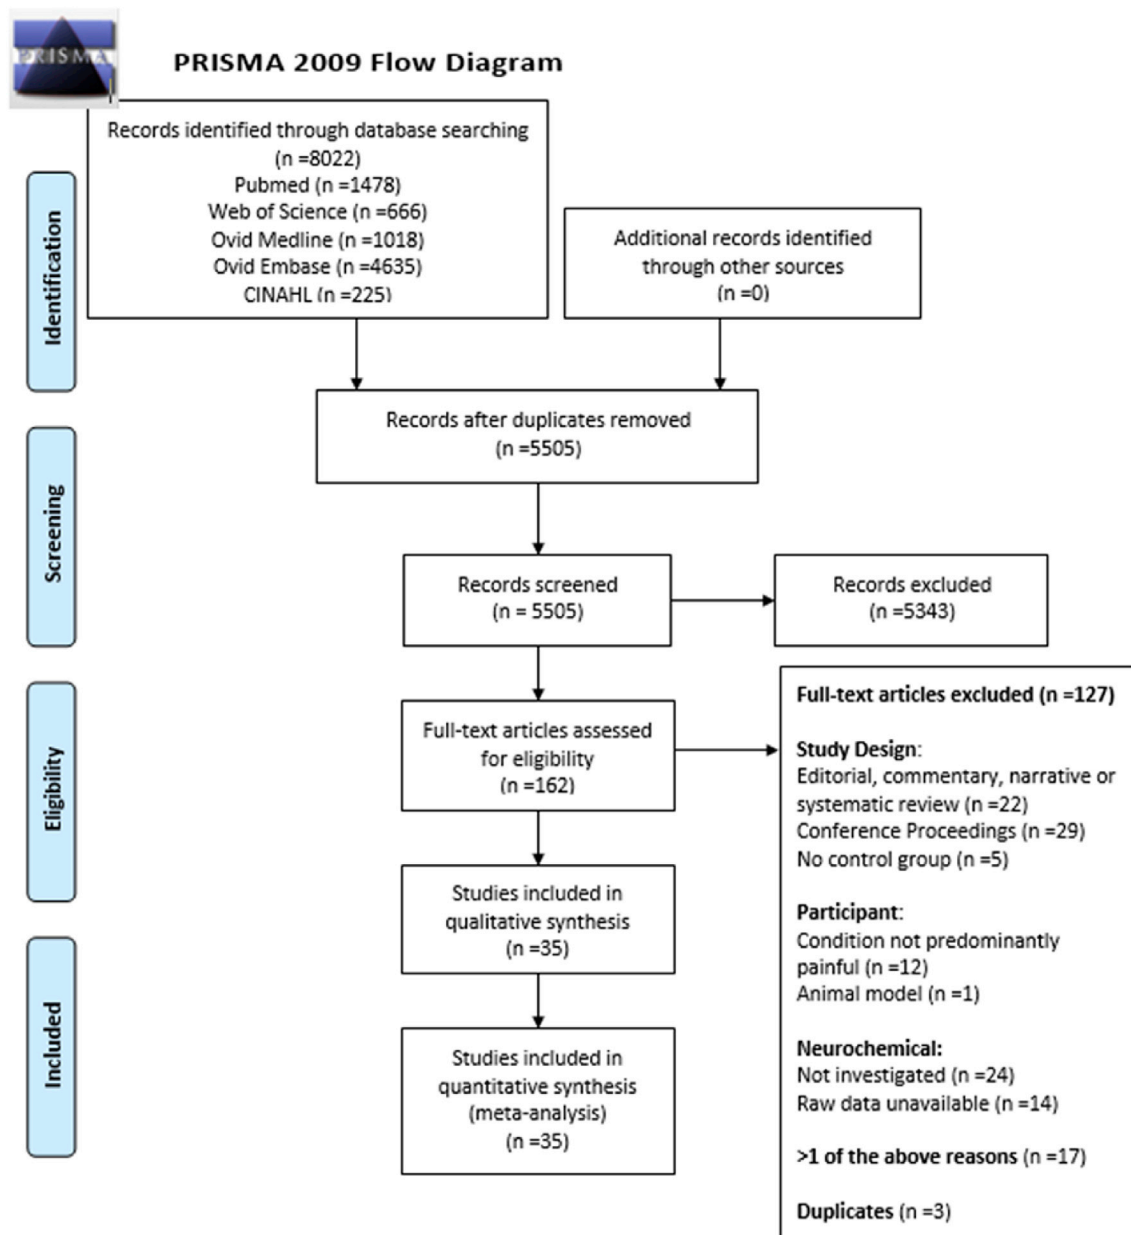 PRISMA
PRISMA 2009 Flow Diagram
Records identified through database searching
(n =8022)
Pubmed (n =1478)
Web of Science (n =666)
Ovid Medline (n =1018)
Ovid Embase (n =4635)
CINAHL (n =225)
Additional records identified
through other sources
(n =0)
Identification
Records after duplicates removed
(n =5505)
Screening
Records screened
(n = 5505)
Records excluded
(n =5343)
Eligibility
Full-text articles assessed
for eligibility
(n =162)
Full-text articles excluded (n =127)
Study Design:
Editorial, commentary, narrative or
systematic review (n =22)
Conference Proceedings (n =29)
No control group (n =5)
Participant:
Condition not predominantly
painful (n =12)
Animal model (n =1)
Neurochemical:
Not investigated (n =24)
Raw data unavailable (n =14)
>1 of the above reasons (n =17)
Duplicates (n =3)
Studies included in
qualitative synthesis
(n =35)
Included
Studies included in
quantitative synthesis
(meta-analysis)
(n =35)